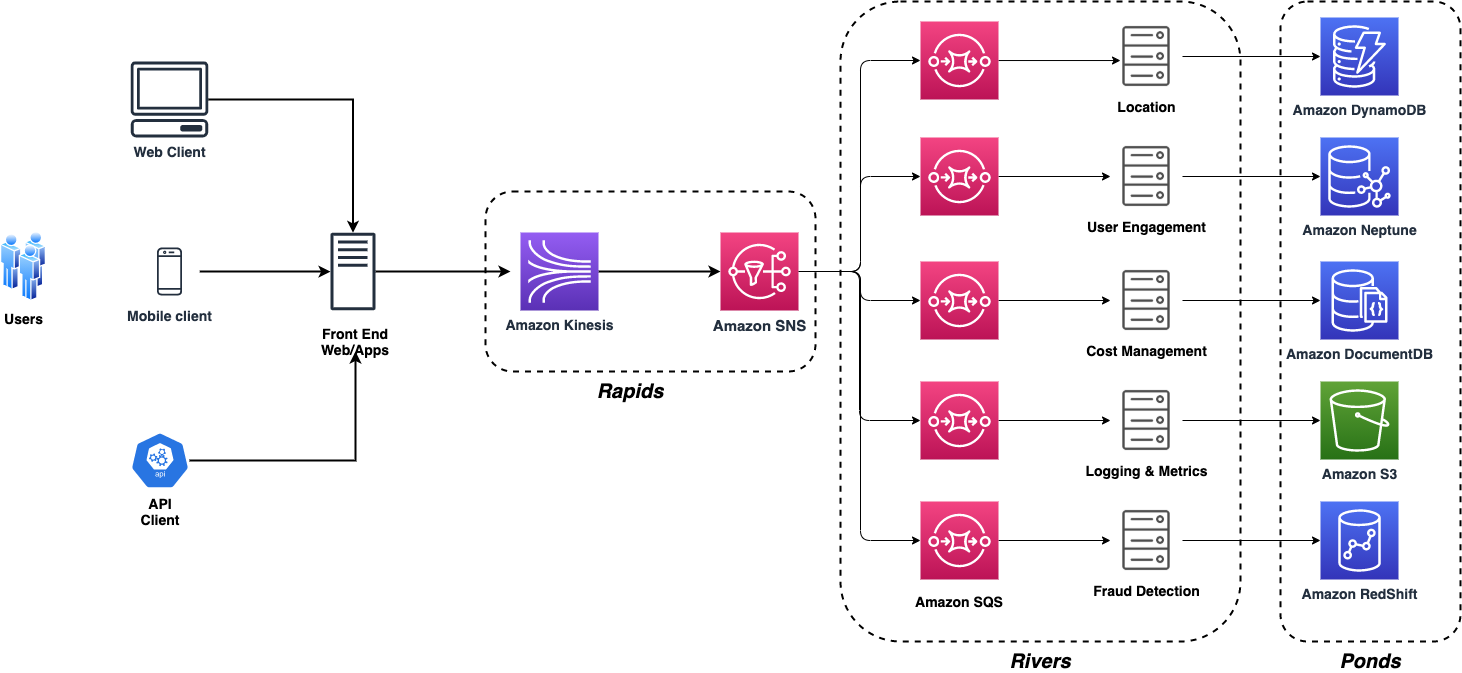 Web Client
Users
Mobile client
Front End
Web/Apps
api
API
Client
Amazon Kinesis
Amazon SNS
Rapids
Location
User Engagement
Cost Management
Logging & Metrics
Fraud Detection
Amazon SQS
Rivers
Amazon DynamoDB
Amazon Neptune
{ }
Amazon DocumentDB
Amazon S3
Amazon RedShift
Ponds